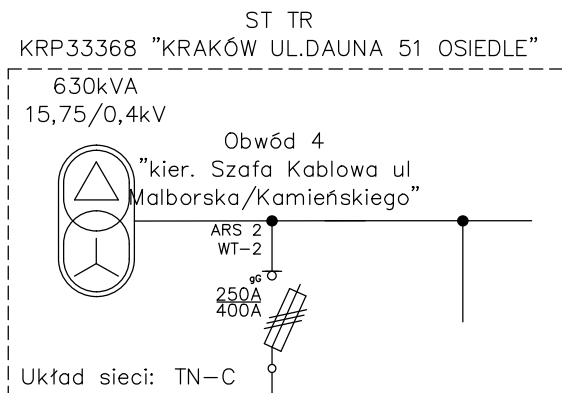 ST TR
KRP33368 "KRAKÓW UL.DAUNA 51 OSIEDLE"
630kVA
15,75/0,4kV
Obwód 4
"kier. Szafa Kablowa ul
Malborska/Kamieńskiego"
ARS 2
WT-2
gG
250A
400A
Układ sieci: TN-C